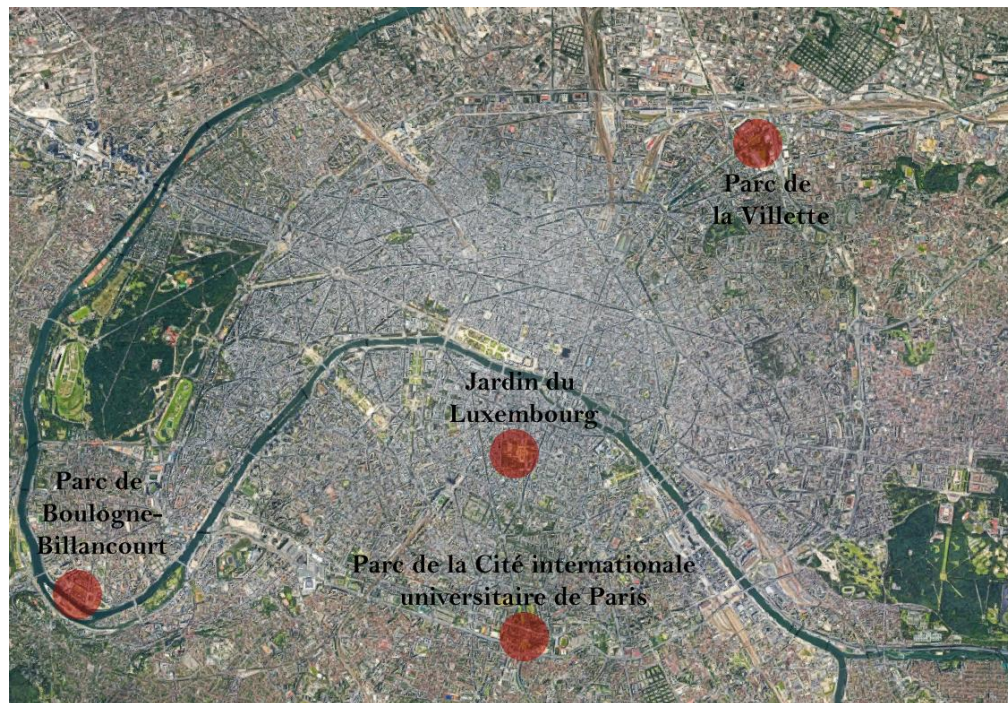 Parc de
la Villette
Jardin du
Luxembourg
Parc de
Boulogne-
Billancourt
Parc de la Cité internationale
universitaire de Paris